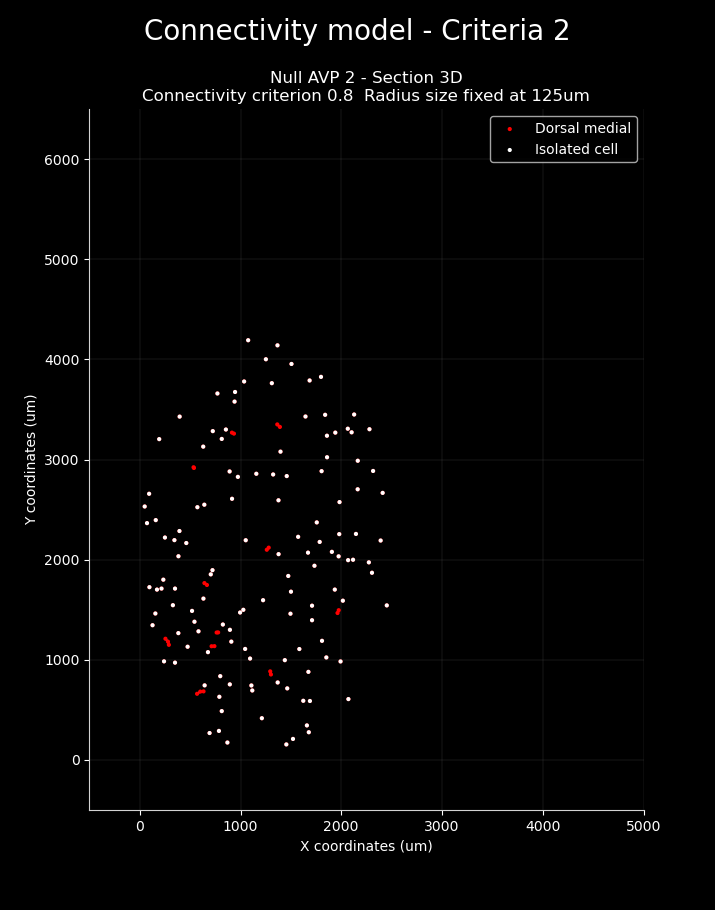 Connectivity model - Criteria 2
Null AVP 2 - Section 3D
Connectivity criterion 0.8  Radius size fixed at 125um
Dorsal medial
Isolated cell
6000
5000
4000
3000
2000
1000
0
Y coordinates (um)
0 1000 2000 3000 4000 5000
X coordinates (um)